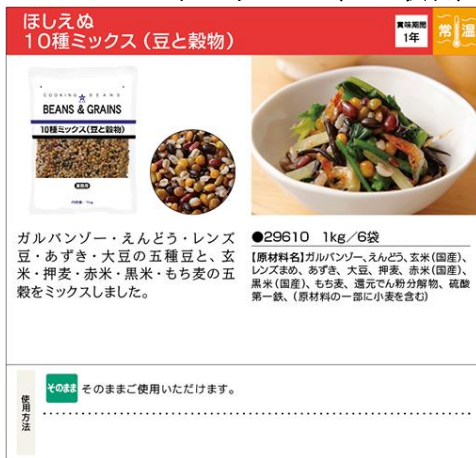 ほしえぬ
10種ミックス（豆と穀物）
賞味期間
1年
常温
COOKING BEANS
BEANS & GRAINS
10種ミックス(豆と穀物)
業務用
内容量：1kg
ガルバンゾー・えんどう・レンズ
豆・あずき・大豆の五種豆と、玄
米・押麦・赤米・黒米・もち麦の五
穀をミックスしました。
●29610 1kg／6袋
【原材料名】ガルバンゾー、えんどう、玄米（国産）、
レンズまめ、あずき、大豆、押麦、赤米（国産）、
黒米（国産）、もち麦、還元でん粉分解物、硫酸
第一鉄、（原材料の一部に小麦を含む）
使用方法
そのまま そのままご使用いただけます。